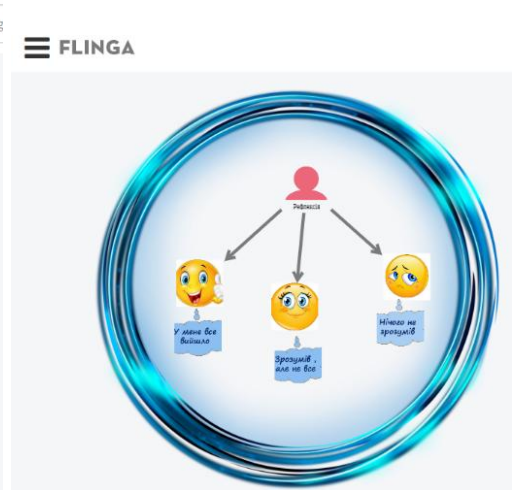 FLINGA
Рефлексія
У мене все
вийшло
Зрозумів ,
але не все
Нічого не
зрозумів